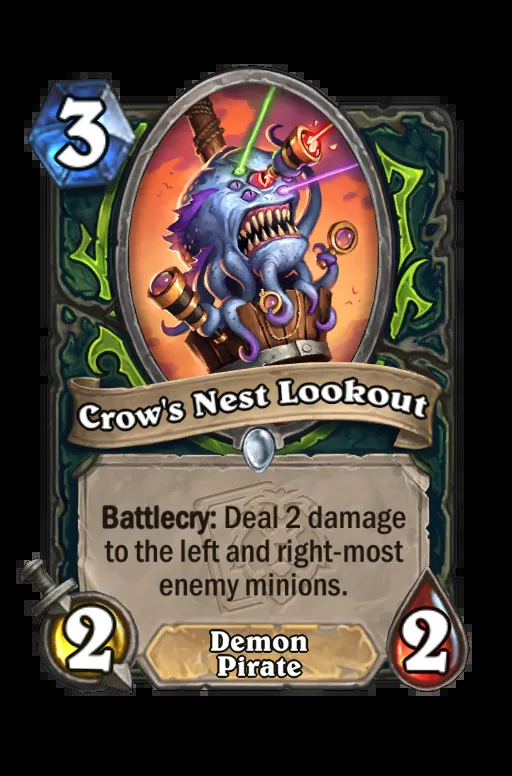 3
Crow's Nest Lookout
Battlecry: Deal 2 damage
to the left and right-most
enemy minions.
2
Demon
Pirate
2